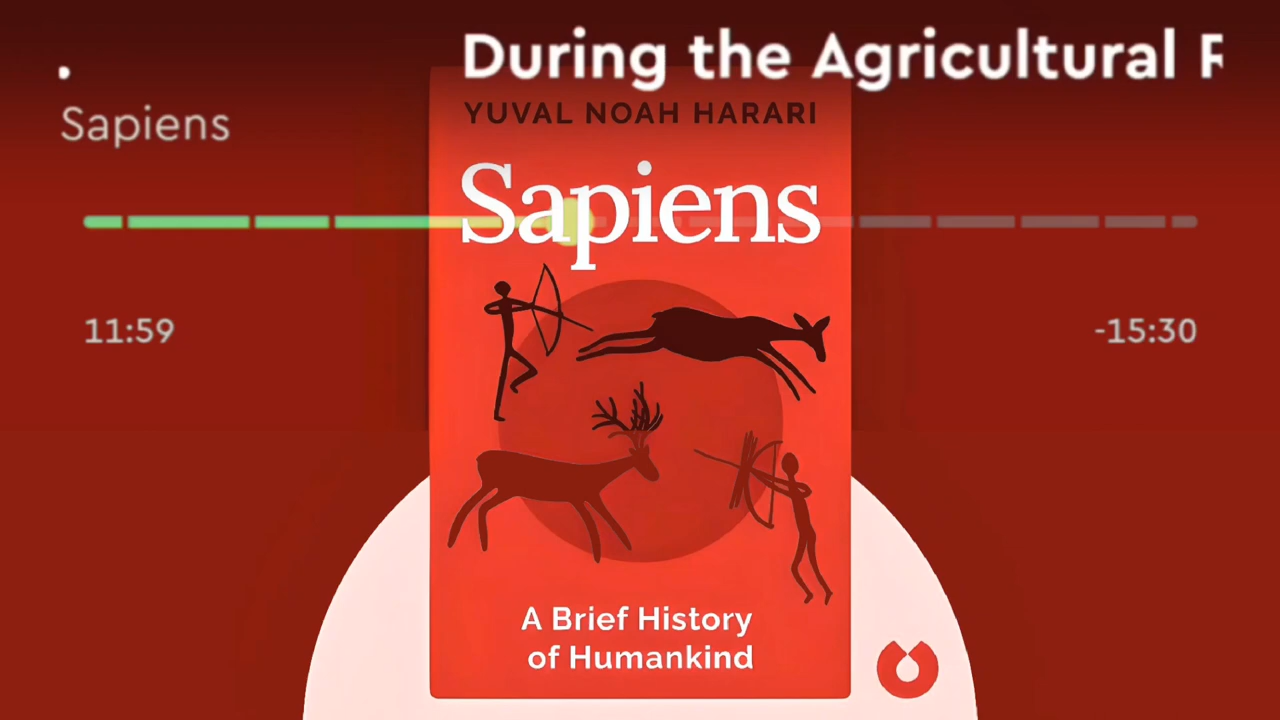 During the Agricultural R
Sapiens
YUVAL NOAH HARARI
Sapiens
11:59
-15:30
A Brief History
of Humankind